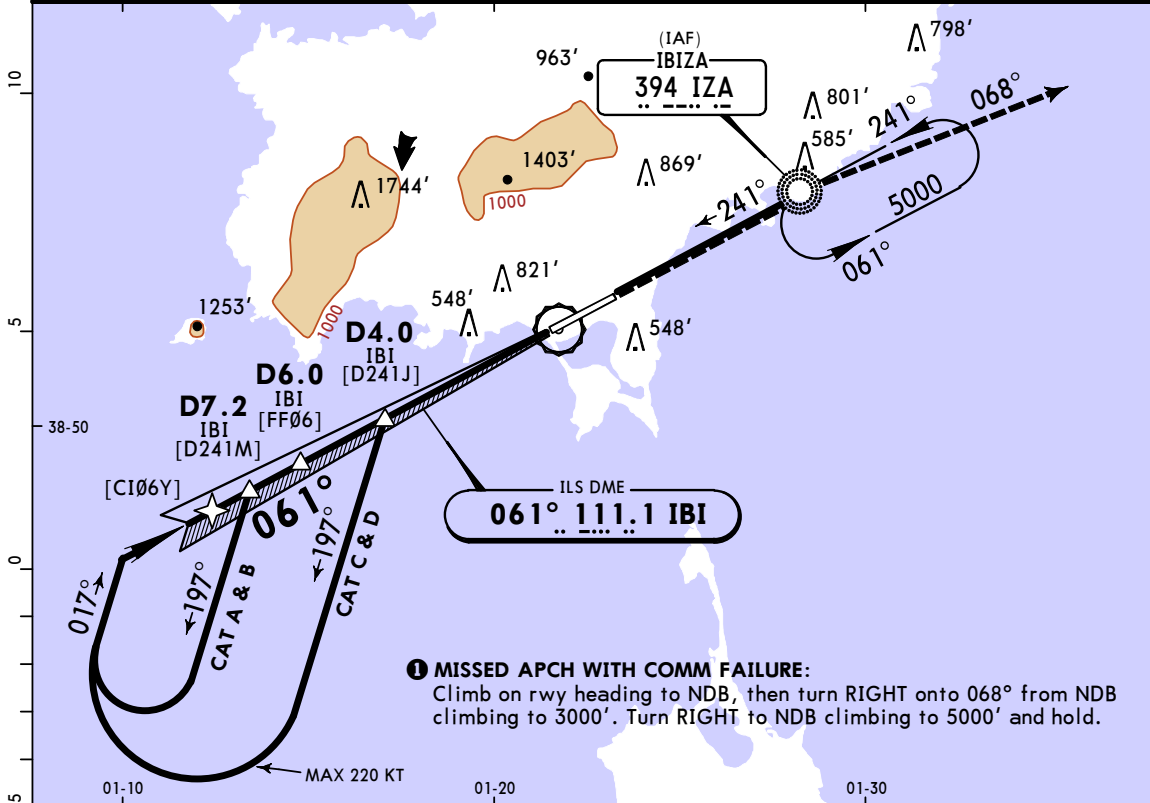 798'
(IAF)
IBIZA
394 IZA
963'
10
801'
241°
068°
585'
1403'
869'
1744'
1000
241°
5000
061°
821'
548'
1253'
1000
548'
5
D4.0
IBI
[D241J]
D6.0
IBI
[FF06]
D7.2
IBI
[D241M]
38-50
[CI06Y]
061°
ILS DME
061° 111.1 IBI
←197°
←197°
017°
0
CAT A & B
CAT C & D
1 MISSED APCH WITH COMM FAILURE:
Climb on rwy heading to NDB, then turn RIGHT onto 068° from NDB
climbing to 3000'. Turn RIGHT to NDB climbing to 5000' and hold.
MAX 220 KT
5
01-10
01-20
01-30